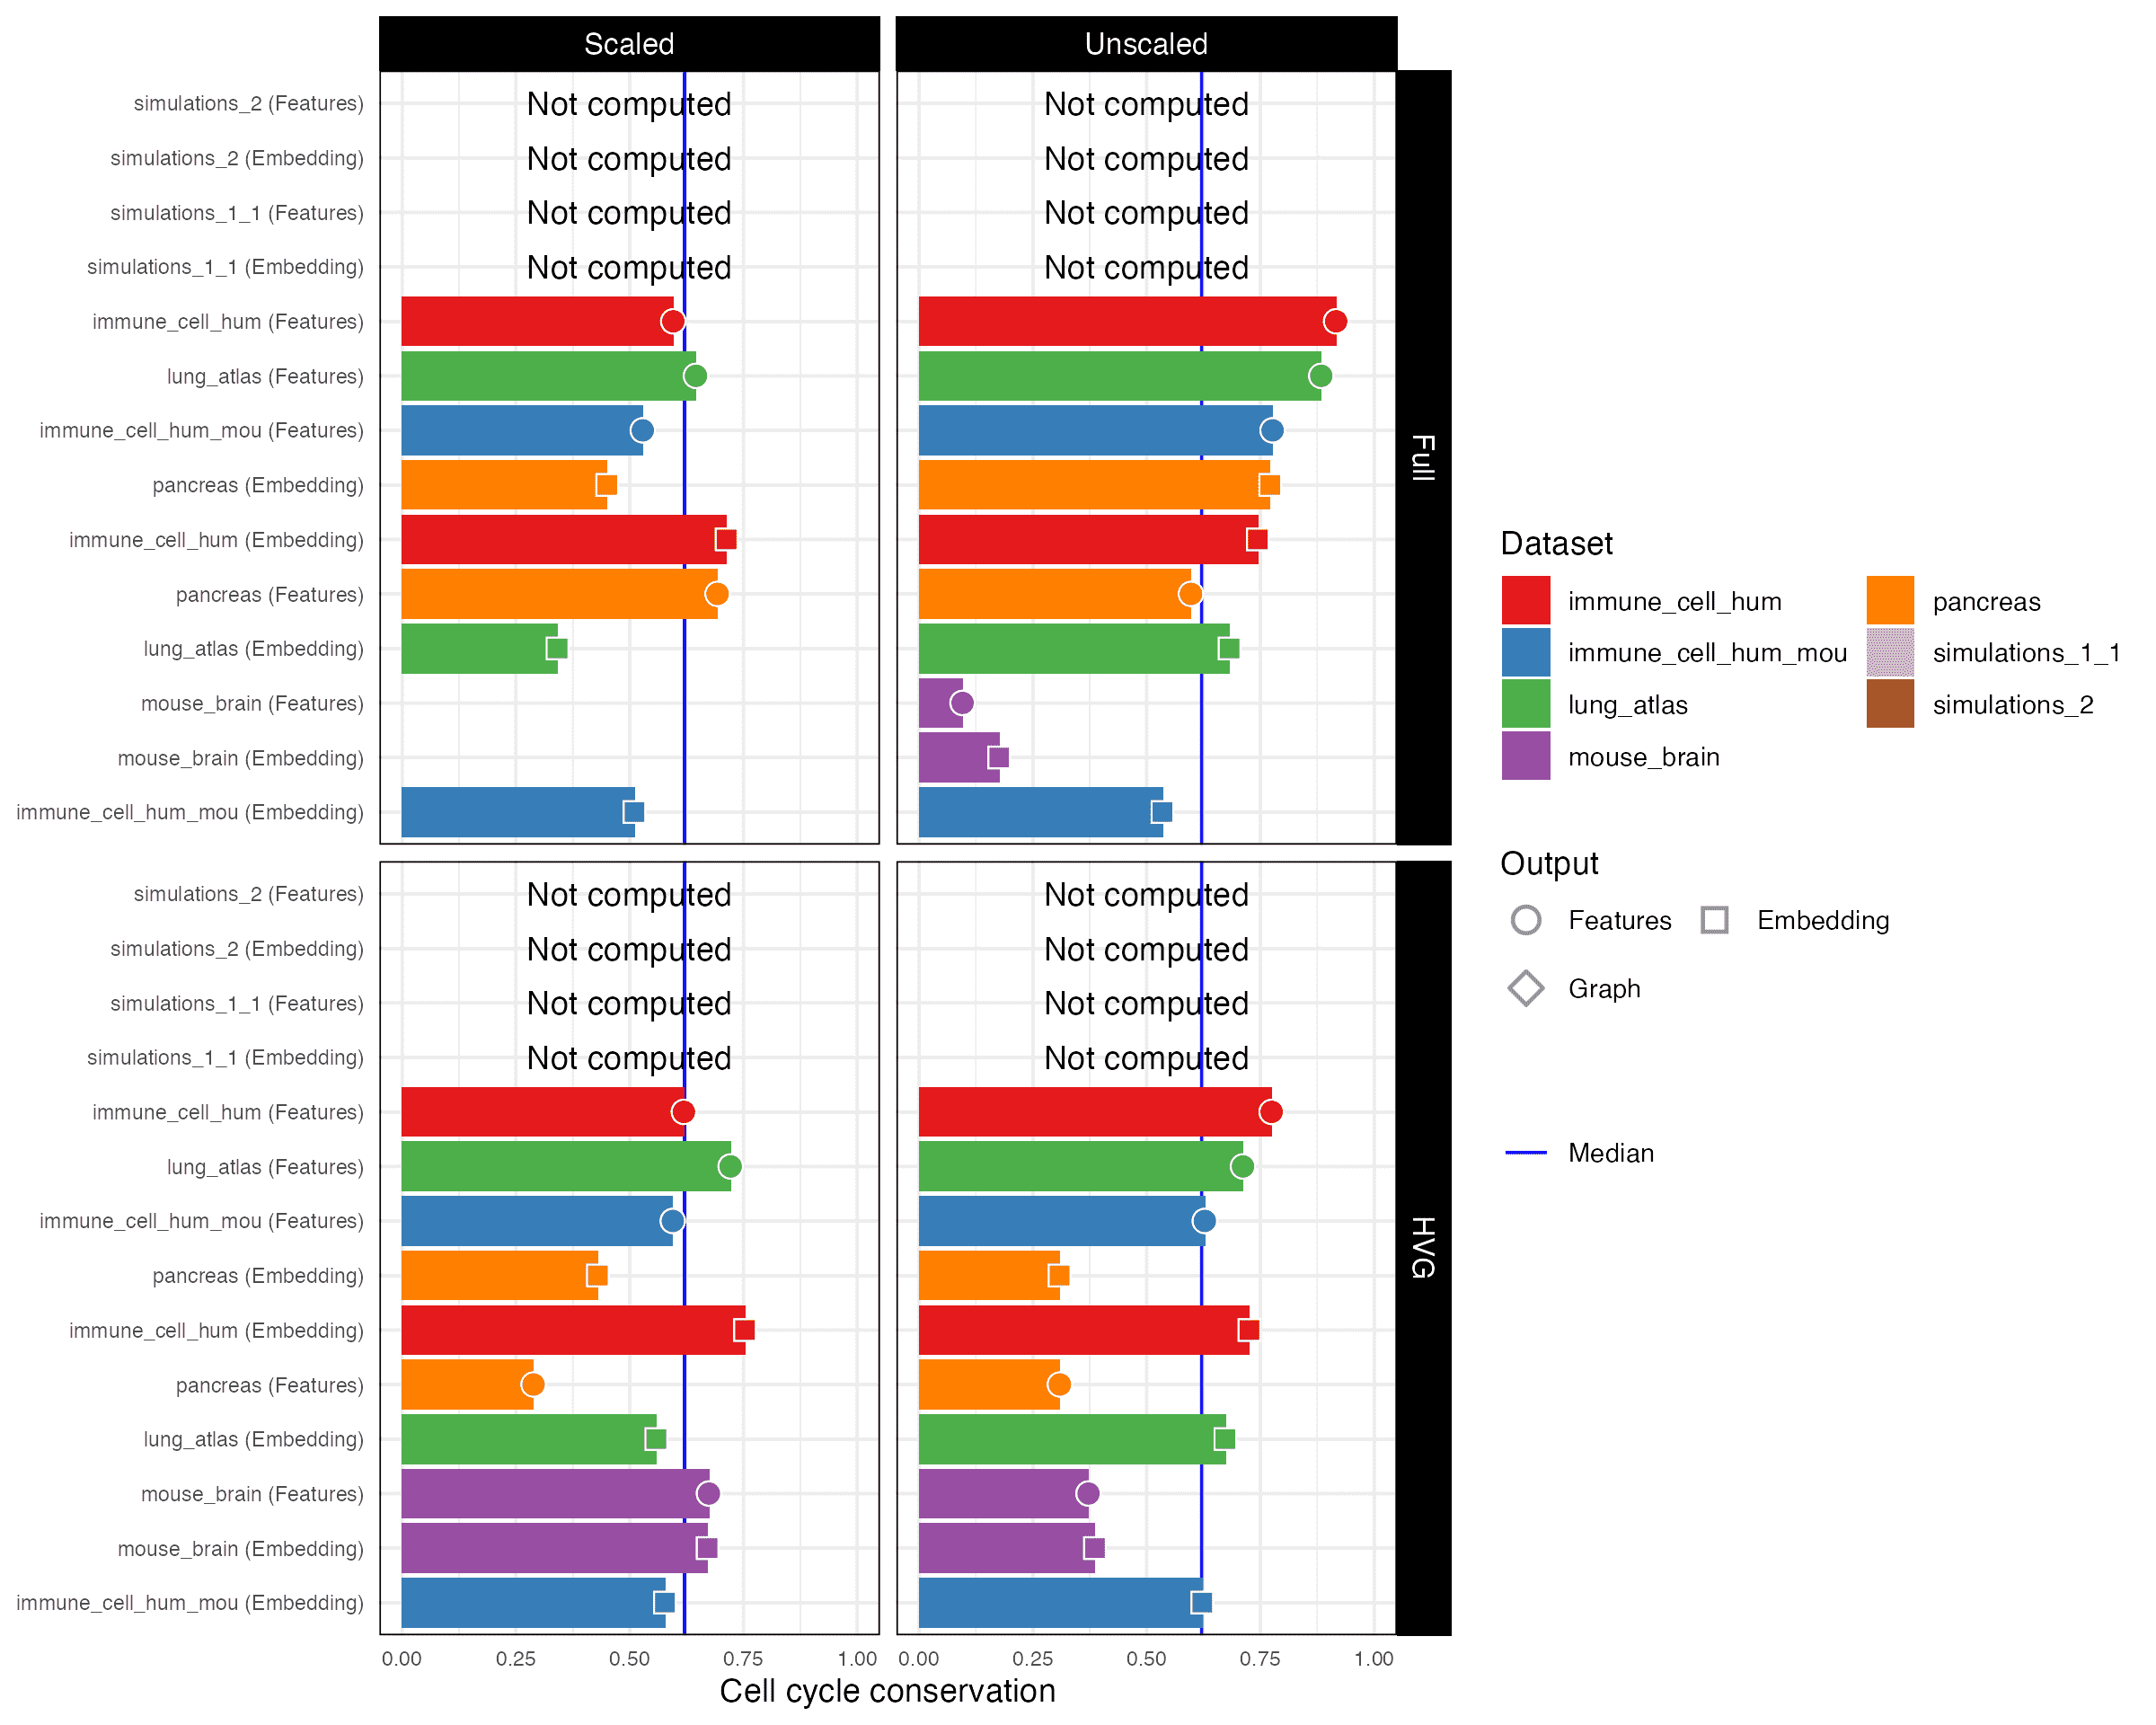 Scaled
Unscaled
simulations_2 (Features)
Not computed
Not computed
simulations_2 (Embedding)
Not computed
Not computed
simulations_1_1 (Features)
Not computed
Not computed
simulations_1_1 (Embedding)
Not computed
Not computed
immune_cell_hum (Features)
lung_atlas (Features)
immune_cell_hum_mou (Features)
pancreas (Embedding)
immune_cell_hum (Embedding)
pancreas (Features)
lung_atlas (Embedding)
mouse_brain (Features)
mouse_brain (Embedding)
immune_cell_hum_mou (Embedding)
Full
simulations_2 (Features)
Not computed
Not computed
simulations_2 (Embedding)
Not computed
Not computed
simulations_1_1 (Features)
Not computed
Not computed
simulations_1_1 (Embedding)
Not computed
Not computed
immune_cell_hum (Features)
lung_atlas (Features)
immune_cell_hum_mou (Features)
pancreas (Embedding)
immune_cell_hum (Embedding)
pancreas (Features)
lung_atlas (Embedding)
mouse_brain (Features)
mouse_brain (Embedding)
immune_cell_hum_mou (Embedding)
HVG
0.00 0.25 0.50 0.75 1.00
0.00 0.25 0.50 0.75 1.00
Cell cycle conservation
Dataset
immune_cell_hum
immune_cell_hum_mou
lung_atlas
mouse_brain
pancreas
simulations_1_1
simulations_2
Output
Features
Embedding
Graph
Median